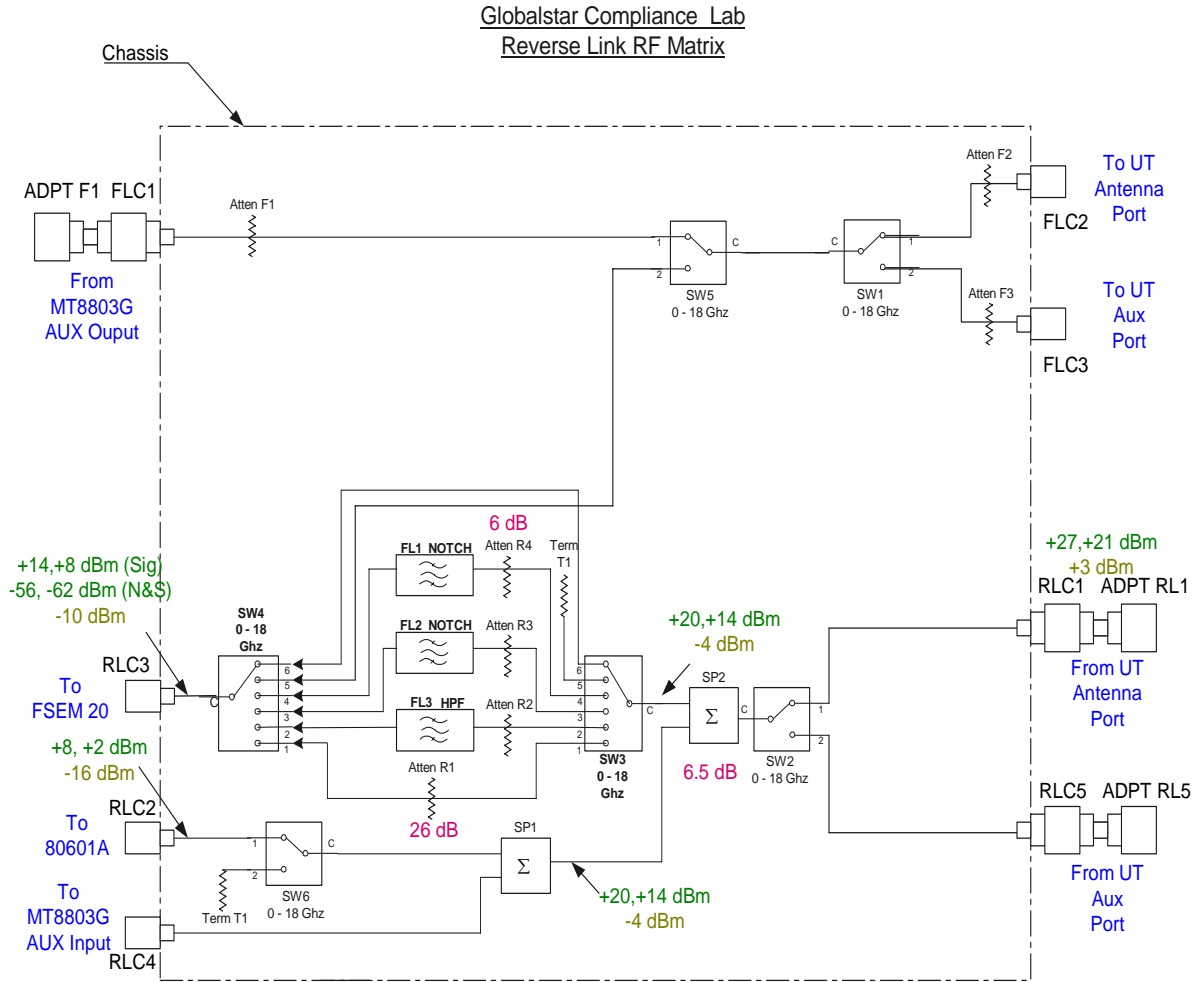 Globalstar Compliance Lab
Reverse Link RF Matrix
Chassis
ADPT F1 FLC1
From
MT8803G
AUX Ouput
Atten F1
1
2
C
SW5
0 - 18 Ghz
C
1
2
SW1
0 - 18 Ghz
Atten F2
Atten F3
FLC2
To UT
Antenna
Port
FLC3
To UT
Aux
Port
+14,+8 dBm (Sig)
-56, -62 dBm (N&S)
-10 dBm
RLC3
To
FSEM 20
SW4
0 - 18
Ghz
C
6
5
4
3
2
1
6 dB
FL1 NOTCH
Atten R4
Term
T1
FL2 NOTCH
Atten R3
FL3 HPF
Atten R2
Atten R1
26 dB
6
5
4
3
2
1
C
SW3
0 - 18
Ghz
+20,+14 dBm
-4 dBm
SP2
Σ
6.5 dB
C
1
2
SW2
0 - 18 Ghz
+27,+21 dBm
+3 dBm
RLC1 ADPT RL1
From UT
Antenna
Port
RLC5 ADPT RL5
From UT
Aux
Port
+8, +2 dBm
-16 dBm
RLC2
To
80601A
1
2
C
Term T1
SW6
0 - 18 Ghz
SP1
Σ
+20,+14 dBm
-4 dBm
To
MT8803G
AUX Input
RLC4